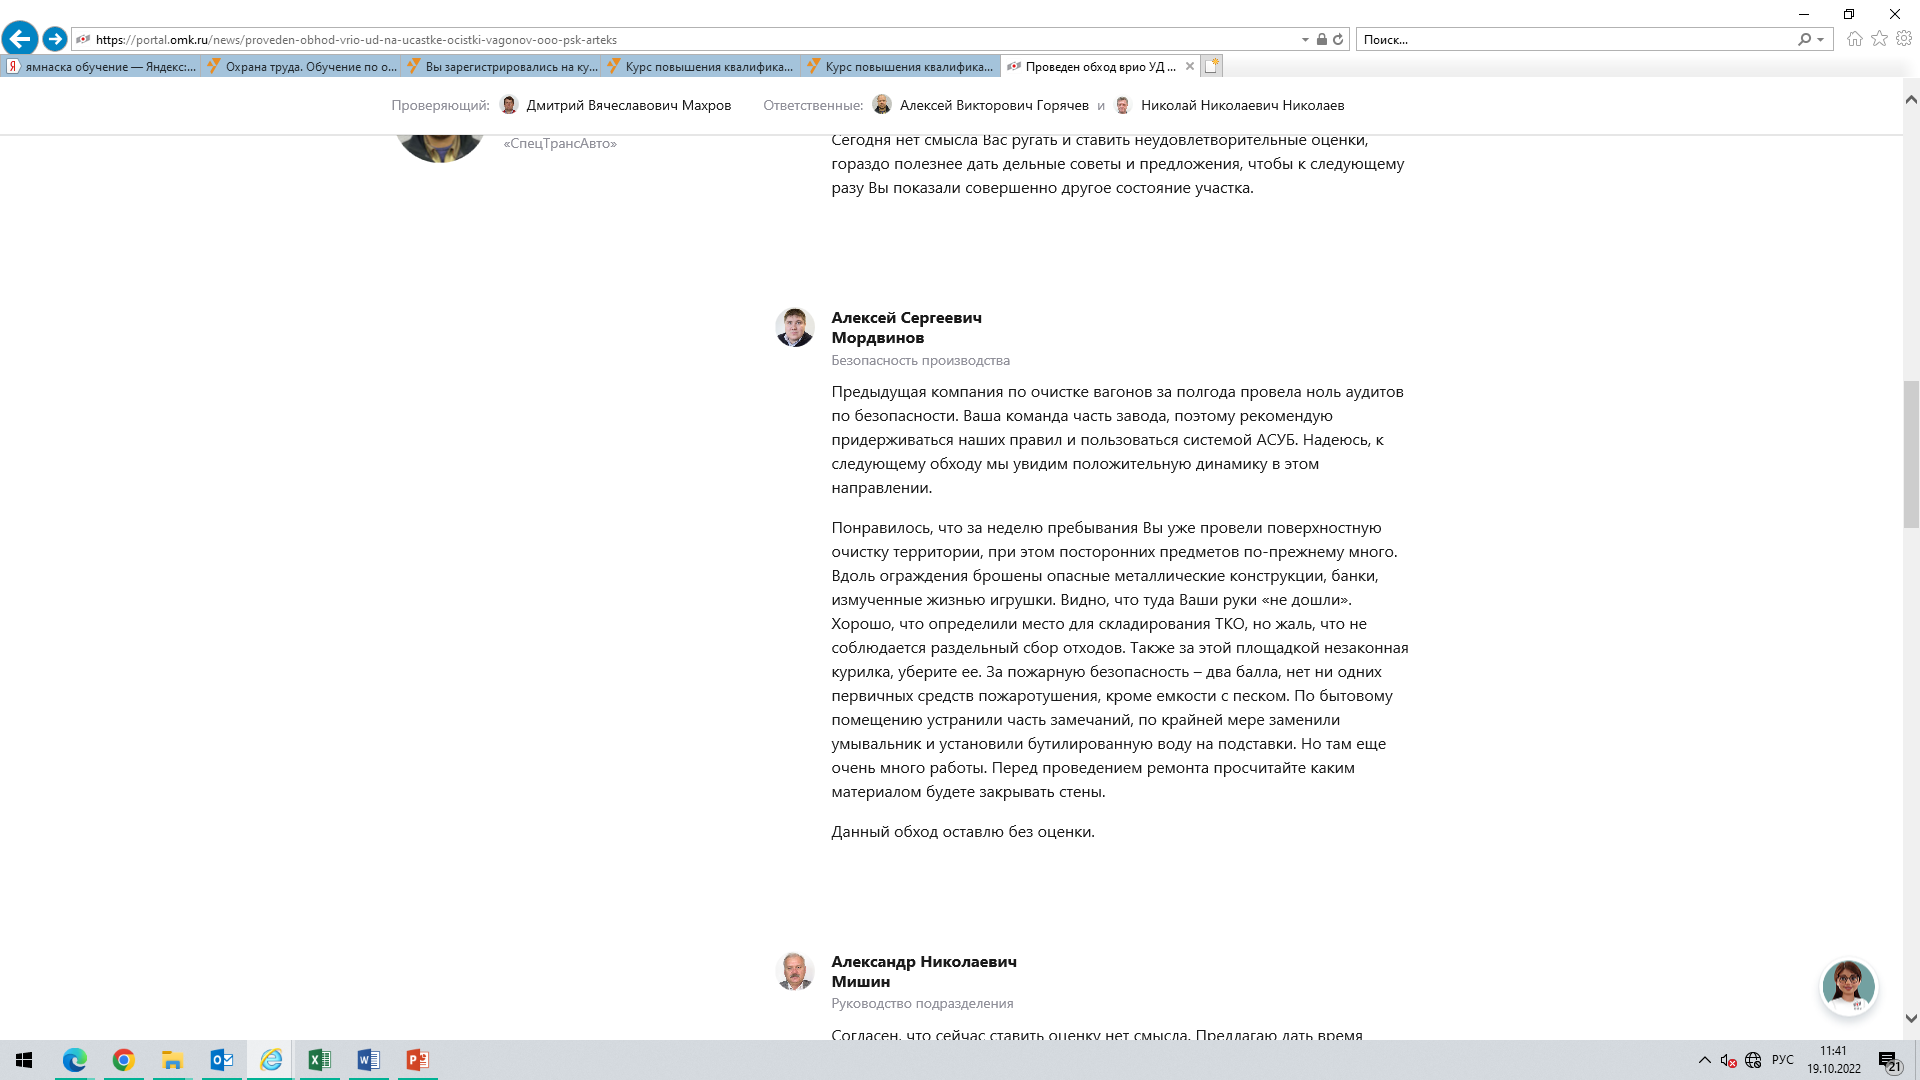 https://portal.omk.ru/news/proveden-obhod-vrio-ud-na-ucastke-ocistki-vagonov-ooo-psk-arteks
Поиск...
ямнаска обучение — Яндекс:...
Охрана труда. Обучение по о...
Вы зарегистрировались на ку...
Курс повышения квалифика...
Курс повышения квалифика...
Проведен обход врио УД ...
Проверяющий: Дмитрий Вячеславович Махров Ответственные: Алексей Викторович Горячев и Николай Николаевич Николаев
«СпецТрансАвто»
Сегодня нет смысла Вас ругать и ставить неудовлетворительные оценки,
гораздо полезнее дать дельные советы и предложения, чтобы к следующему
разу Вы показали совершенно другое состояние участка.
Алексей Сергеевич
Мордвинов
Безопасность производства
Предыдущая компания по очистке вагонов за полгода провела ноль аудитов
по безопасности. Ваша команда часть завода, поэтому рекомендую
придерживаться наших правил и пользоваться системой АСУБ. Надеюсь, к
следующему обходу мы увидим положительную динамику в этом
направлении.
Понравилось, что за неделю пребывания Вы уже провели поверхностную
очистку территории, при этом посторонних предметов по-прежнему много.
Вдоль ограждения брошены опасные металлические конструкции, банки,
измученные жизнью игрушки. Видно, что туда Ваши руки «не дошли».
Хорошо, что определили место для складирования ТКО, но жаль, что не
соблюдается раздельный сбор отходов. Также за этой площадкой незаконная
курилка, уберите ее. За пожарную безопасность – два балла, нет ни одних
первичных средств пожаротушения, кроме емкости с песком. По бытовому
помещению устранили часть замечаний, по крайней мере заменили
умывальник и установили бутилированную воду на подставки. Но там еще
очень много работы. Перед проведением ремонта просчитайте каким
материалом будете закрывать стены.
Данный обход оставлю без оценки.
Александр Николаевич
Мишин
Руководство подразделения
Согласен, что сейчас ставить оценку нет смысла. Предлагаю дать время
РУС
11:41
19.10.2022
21